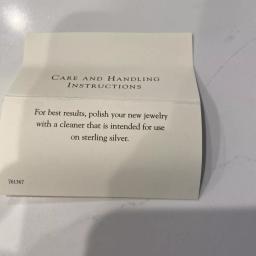 CARE AND HANDLING
INSTRUCTIONS
For best results, polish your new jewelry
with a cleaner that is intended for use
on sterling silver.
761367